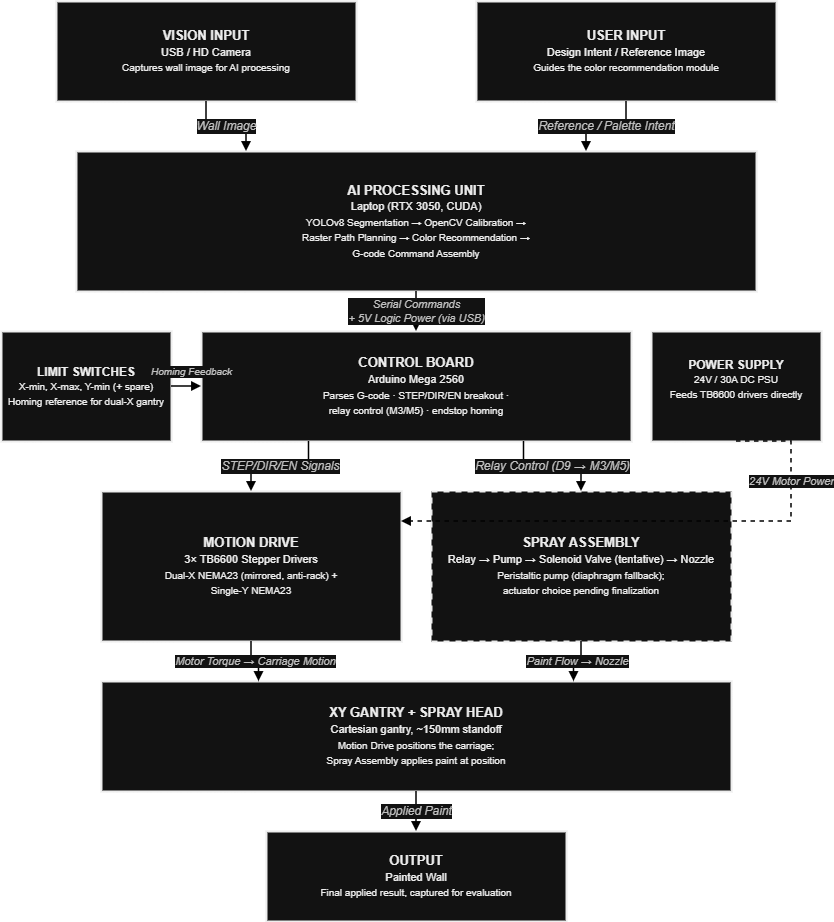 VISION INPUT
USB / HD Camera
Captures wall image for AI processing
USER INPUT
Design Intent / Reference Image
Guides the color recommendation module
Wall Image
Reference / Palette Intent
AI PROCESSING UNIT
Laptop (RTX 3050, CUDA)
YOLOv8 Segmentation → OpenCV Calibration →
Raster Path Planning → Color Recommendation →
G-code Command Assembly
Serial Commands
+ 5V Logic Power (via USB)
LIMIT SWITCHES
X-min, X-max, Y-min (+ spare)
Homing reference for dual-X gantry
Homing Feedback
CONTROL BOARD
Arduino Mega 2560
Parses G-code · STEP/DIR/EN breakout ·
relay control (M3/M5) · endstop homing
POWER SUPPLY
24V / 30A DC PSU
Feeds TB6600 drivers directly
STEP/DIR/EN Signals
Relay Control (D9 → M3/M5)
24V Motor Power
MOTION DRIVE
3× TB6600 Stepper Drivers
Dual-X NEMA23 (mirrored, anti-rack) +
Single-Y NEMA23
SPRAY ASSEMBLY
Relay → Pump → Solenoid Valve (tentative) → Nozzle
Peristaltic pump (diaphragm fallback);
actuator choice pending finalization
Motor Torque → Carriage Motion
Paint Flow → Nozzle
XY GANTRY + SPRAY HEAD
Cartesian gantry, ~150mm standoff
Motion Drive positions the carriage;
Spray Assembly applies paint at position
Applied Paint
OUTPUT
Painted Wall
Final applied result, captured for evaluation